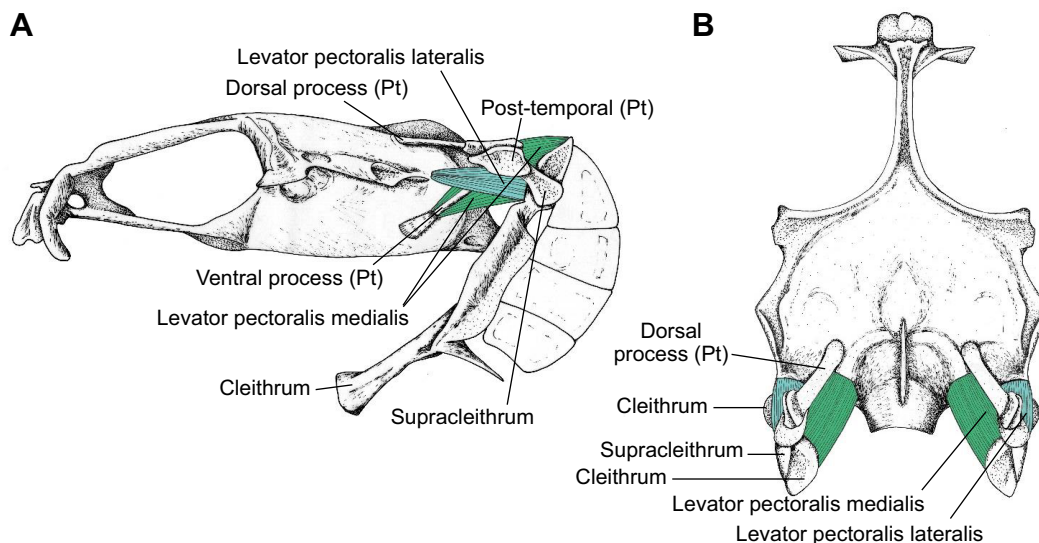 A
Levator pectoralis lateralis
Dorsal process (Pt)
Post-temporal (Pt)
Ventral process (Pt)
Levator pectoralis medialis
Cleithrum
Supracleithrum
B
Dorsal
process (Pt)
Cleithrum
Supracleithrum
Cleithrum
Levator pectoralis medialis
Levator pectoralis lateralis